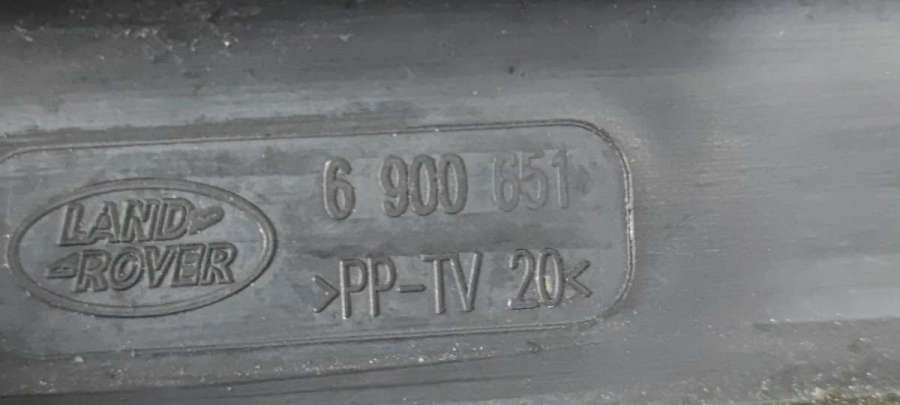 LAND
ROVER
6 900 651
>PP-TV 20<